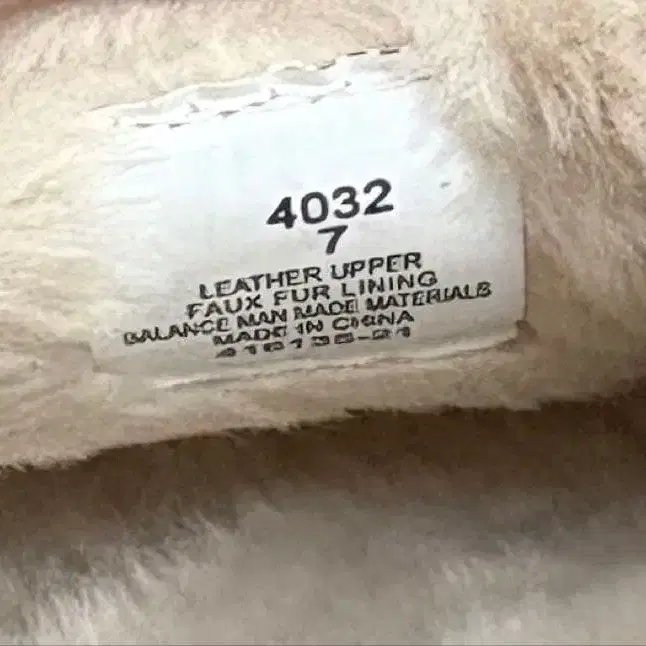 4032
7
LEATHER UPPER
FAUX FUR LINING
BALANCE MAN MADE MATERIALS
MADE IN CHINA